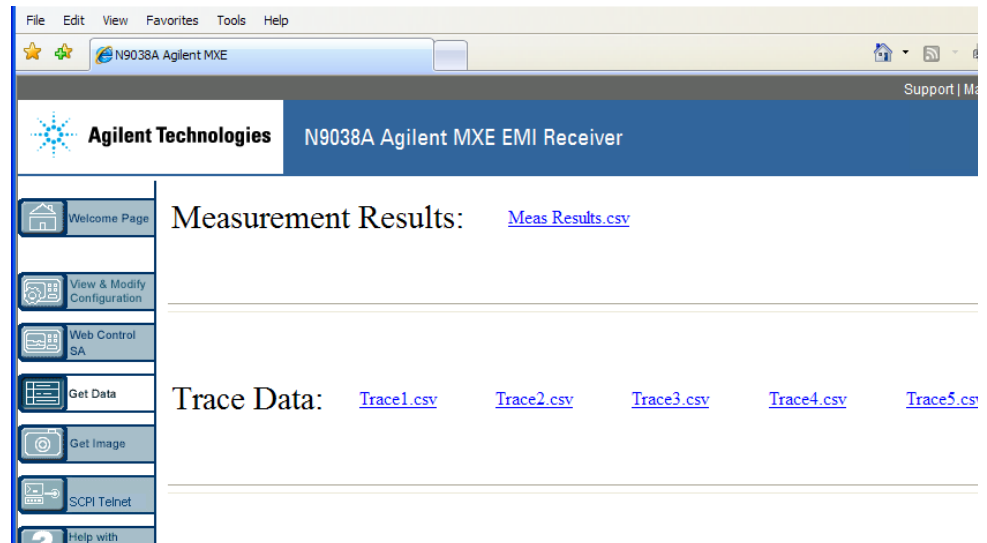 File Edit View Favorites Tools Help
N9038A Agilent MXE
Support |
Agilent Technologies
N9038A Agilent MXE EMI Receiver
Welcome Page
Measurement Results: Meas Results.csv
View & Modify
Configuration
Web Control
SA
Get Data
Trace Data: Trace1.csv Trace2.csv Trace3.csv Trace4.csv Trace5.cs
Get Image
SCPI Telnet
Help with